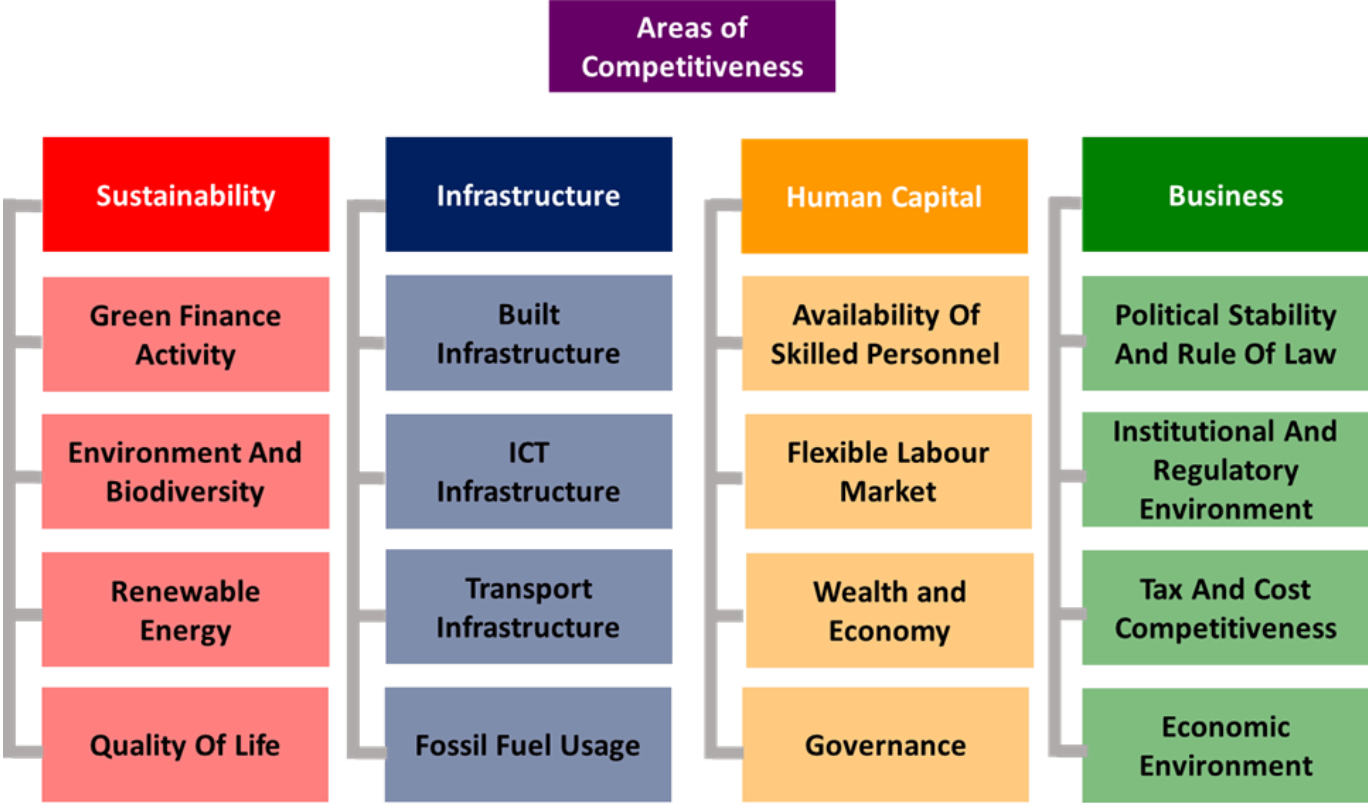 Areas of
Competitiveness
Sustainability
Green Finance
Activity
Environment And
Biodiversity
Renewable
Energy
Quality Of Life
Infrastructure
Built
Infrastructure
ICT
Infrastructure
Transport
Infrastructure
Fossil Fuel Usage
Human Capital
Availability Of
Skilled Personnel
Flexible Labour
Market
Wealth and
Economy
Governance
Business
Political Stability
And Rule Of Law
Institutional And
Regulatory
Environment
Tax And Cost
Competitiveness
Economic
Environment